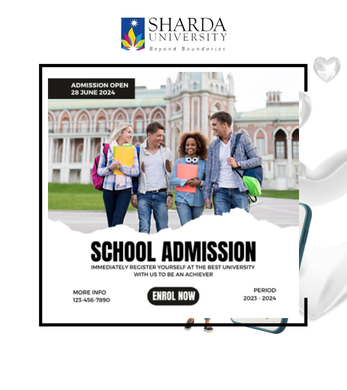 SHARDA
UNIVERSITY
Beyond Boundaries
ADMISSION OPEN
28 JUNE 2024
SCHOOL ADMISSION
IMMEDIATELY REGISTER YOURSELF AT THE BEST UNIVERSITY
WITH US TO BE AN ACHIEVER
MORE INFO
123-456-7890
ENROL NOW
PERIOD
2023 - 2024